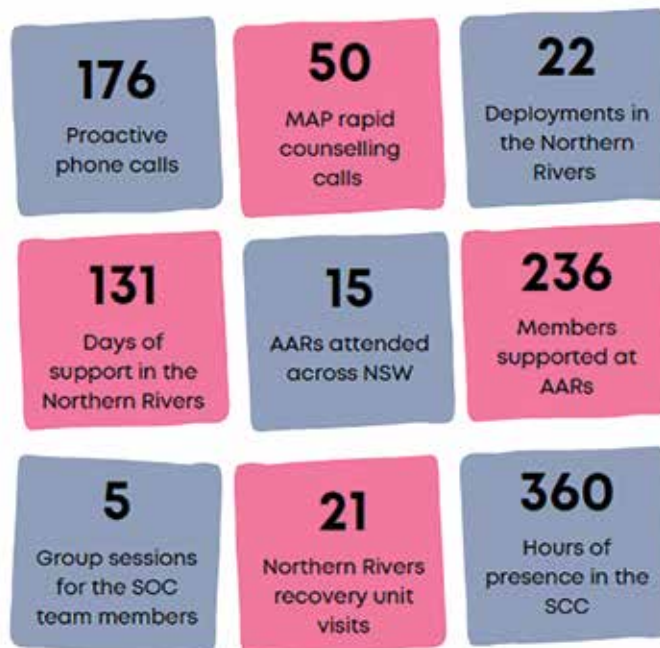 176
Proactive
phone calls
50
MAP rapid
counselling
calls
22
Deployments in
the Northern
Rivers
131
Days of
support in the
Northern Rivers
15
AARs attended
across NSW
236
Members
supported at
AARs
5
Group sessions
for the SOC
team members
21
Northern Rivers
recovery unit
visits
360
Hours of
presence in the
SCC